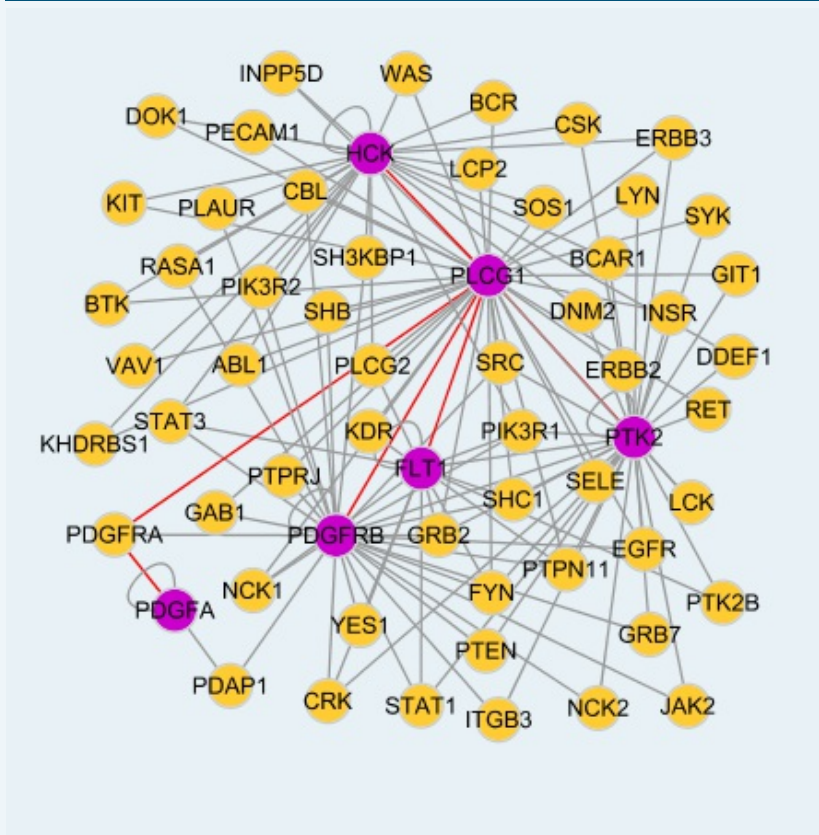 INPP5D
WAS
BCR
DOK1
PECAM1
CSK
ERBB3
HCK
LCP2
CBL
LYN
KIT
PLAUR
SOS1
SYK
SH3KBP1
BCAR1
RASA1
PLCG1
GIT1
PIK3R2
BTK
SHB
DNM2
INSR
DDEF1
VAV1
ABL1
PLCG2
SRC
ERBB2
RET
STAT3
KDR
PIK3R1
PTK2
KHDRBS1
FLT1
PTPRJ
SELE
GAB1
SHC1
LCK
PDGFRA
PDGFRB
GRB2
EGFR
PTPN11
NCK1
FYN
PTK2B
PDGFA
YES1
GRB7
PTEN
PDAP1
CRK
STAT1
ITGB3
NCK2
JAK2